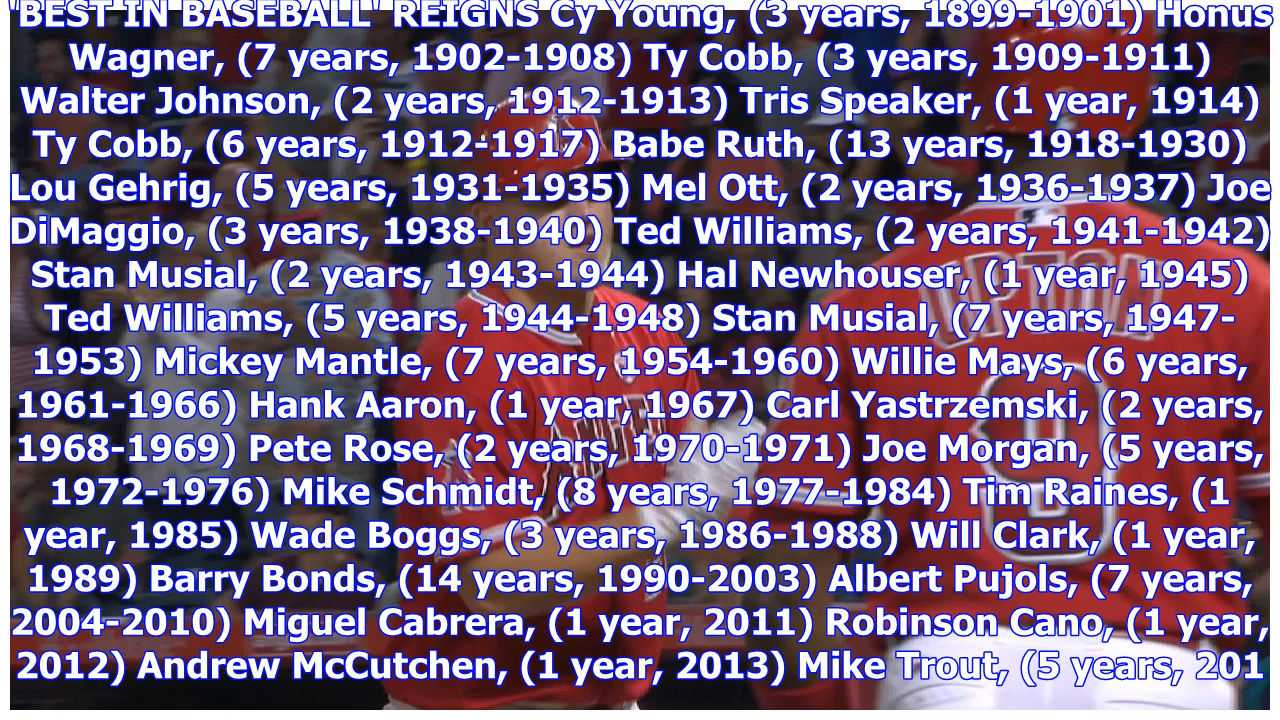 'BEST IN BASEBALL' REIGNS Cy Young, (3 years, 1899-1901) Honus
Wagner, (7 years, 1902-1908) Ty Cobb, (3 years, 1909-1911)
Walter Johnson, (2 years, 1912-1913) Tris Speaker, (1 year, 1914)
Ty Cobb, (6 years, 1912-1917) Babe Ruth, (13 years, 1918-1930)
Lou Gehrig, (5 years, 1931-1935) Mel Ott, (2 years, 1936-1937) Joe
DiMaggio, (3 years, 1938-1940) Ted Williams, (2 years, 1941-1942)
Stan Musial, (2 years, 1943-1944) Hal Newhouser, (1 year, 1945)
Ted Williams, (5 years, 1944-1948) Stan Musial, (7 years, 1947-
1953) Mickey Mantle, (7 years, 1954-1960) Willie Mays, (6 years,
1961-1966) Hank Aaron, (1 year, 1967) Carl Yastrzemski, (2 years,
1968-1969) Pete Rose, (2 years, 1970-1971) Joe Morgan, (5 years,
1972-1976) Mike Schmidt, (8 years, 1977-1984) Tim Raines, (1
year, 1985) Wade Boggs, (3 years, 1986-1988) Will Clark, (1 year,
1989) Barry Bonds, (14 years, 1990-2003) Albert Pujols, (7 years,
2004-2010) Miguel Cabrera, (1 year, 2011) Robinson Cano, (1 year,
2012) Andrew McCutchen, (1 year, 2013) Mike Trout, (5 years, 201
UPTON
9